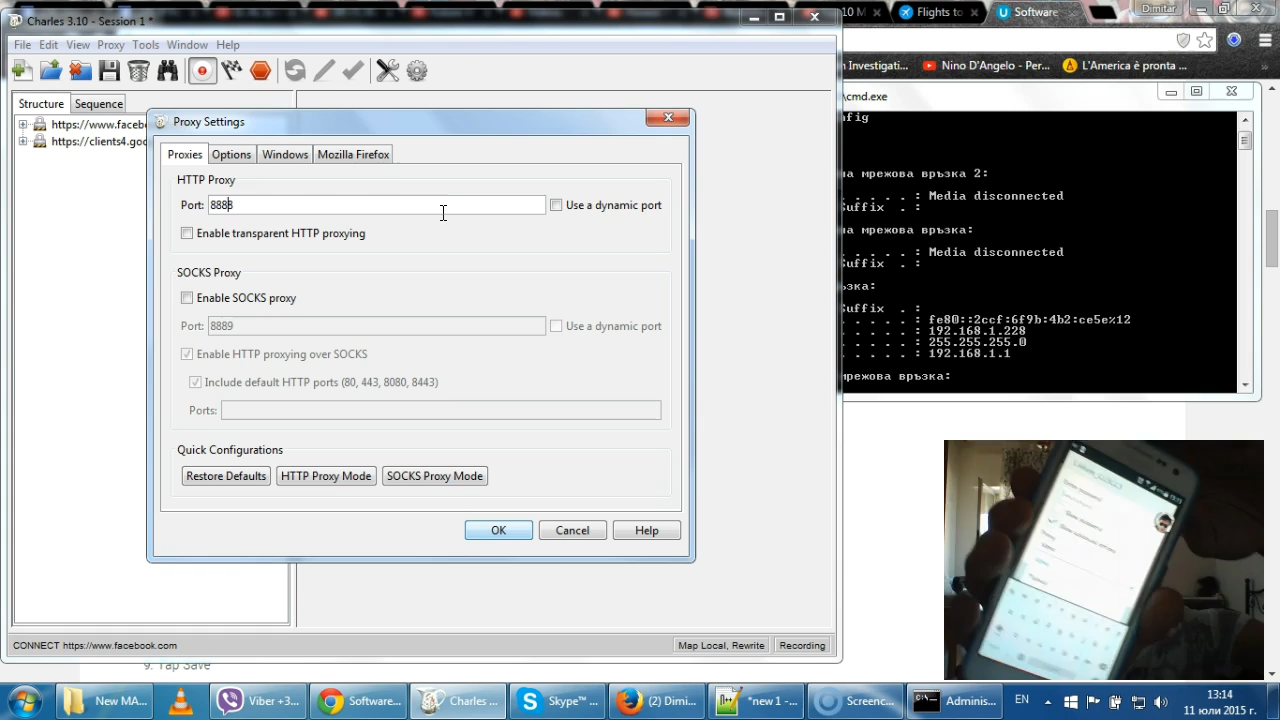 Charles 3.10 - Session 1 *
10 M
Flights to
Software
Dimitar
File Edit View Proxy Tools Window Help
n Investigati...
Nino D'Angelo - Per...
L'America è pronta ...
Structure
Sequence
https://www.facebo
https://clients4.goo
Proxy Settings
Proxies
Options
Windows
Mozilla Firefox
HTTP Proxy
Port: 8888
Use a dynamic port
Enable transparent HTTP proxying
SOCKS Proxy
Enable SOCKS proxy
Port: 8889
Use a dynamic port
Enable HTTP proxying over SOCKS
Include default HTTP ports (80, 443, 8080, 8443)
Ports:
Quick Configurations
Restore Defaults
HTTP Proxy Mode
SOCKS Proxy Mode
OK
Cancel
Help
\cmd.exe
nfig
на мрежова връзка 2:
. . . . . : Media disconnected
Suffix . :
на мрежова връзка:
. . . . . : Media disconnected
Suffix . :
ъзка:
Suffix . :
. . . . . : fe80::2ccf:6f9b:4b2:ce5e%12
. . . . . : 192.168.1.228
. . . . . : 255.255.255.0
. . . . . : 192.168.1.1
мрежова връзка:
CONNECT https://www.facebook.com
Map Local, Rewrite
Recording
9. Tap Save
New MA...
Viber +3...
Software...
Charles ...
Skype™ ...
(2) Dimi...
*new 1 -...
Screenc...
Adminis...
EN
13:14
11 юли 2015 г.